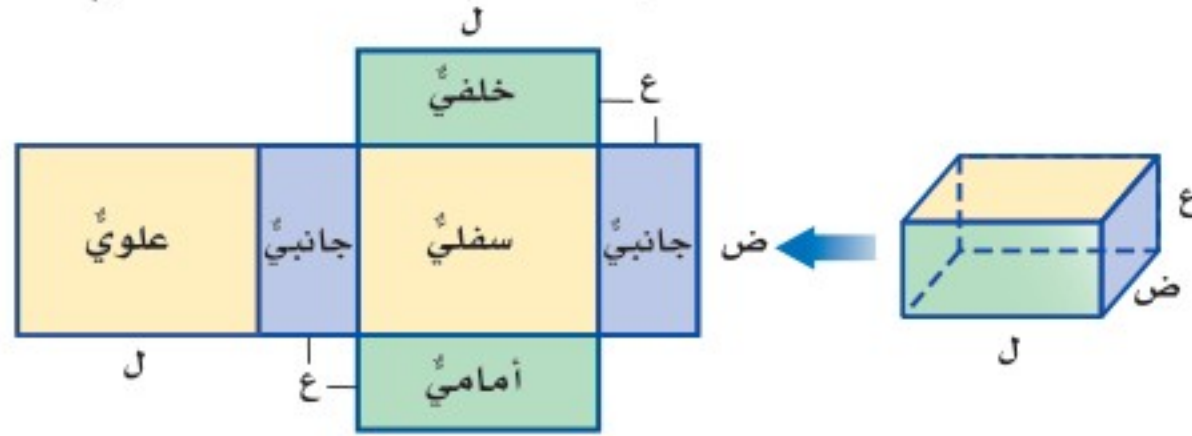 ل
خلفيٌّ ع
علويٌّ جانبيٌّ سفليٌّ جانبيٌّ ض
ل ع أماميٌّ
ع
ض
ل